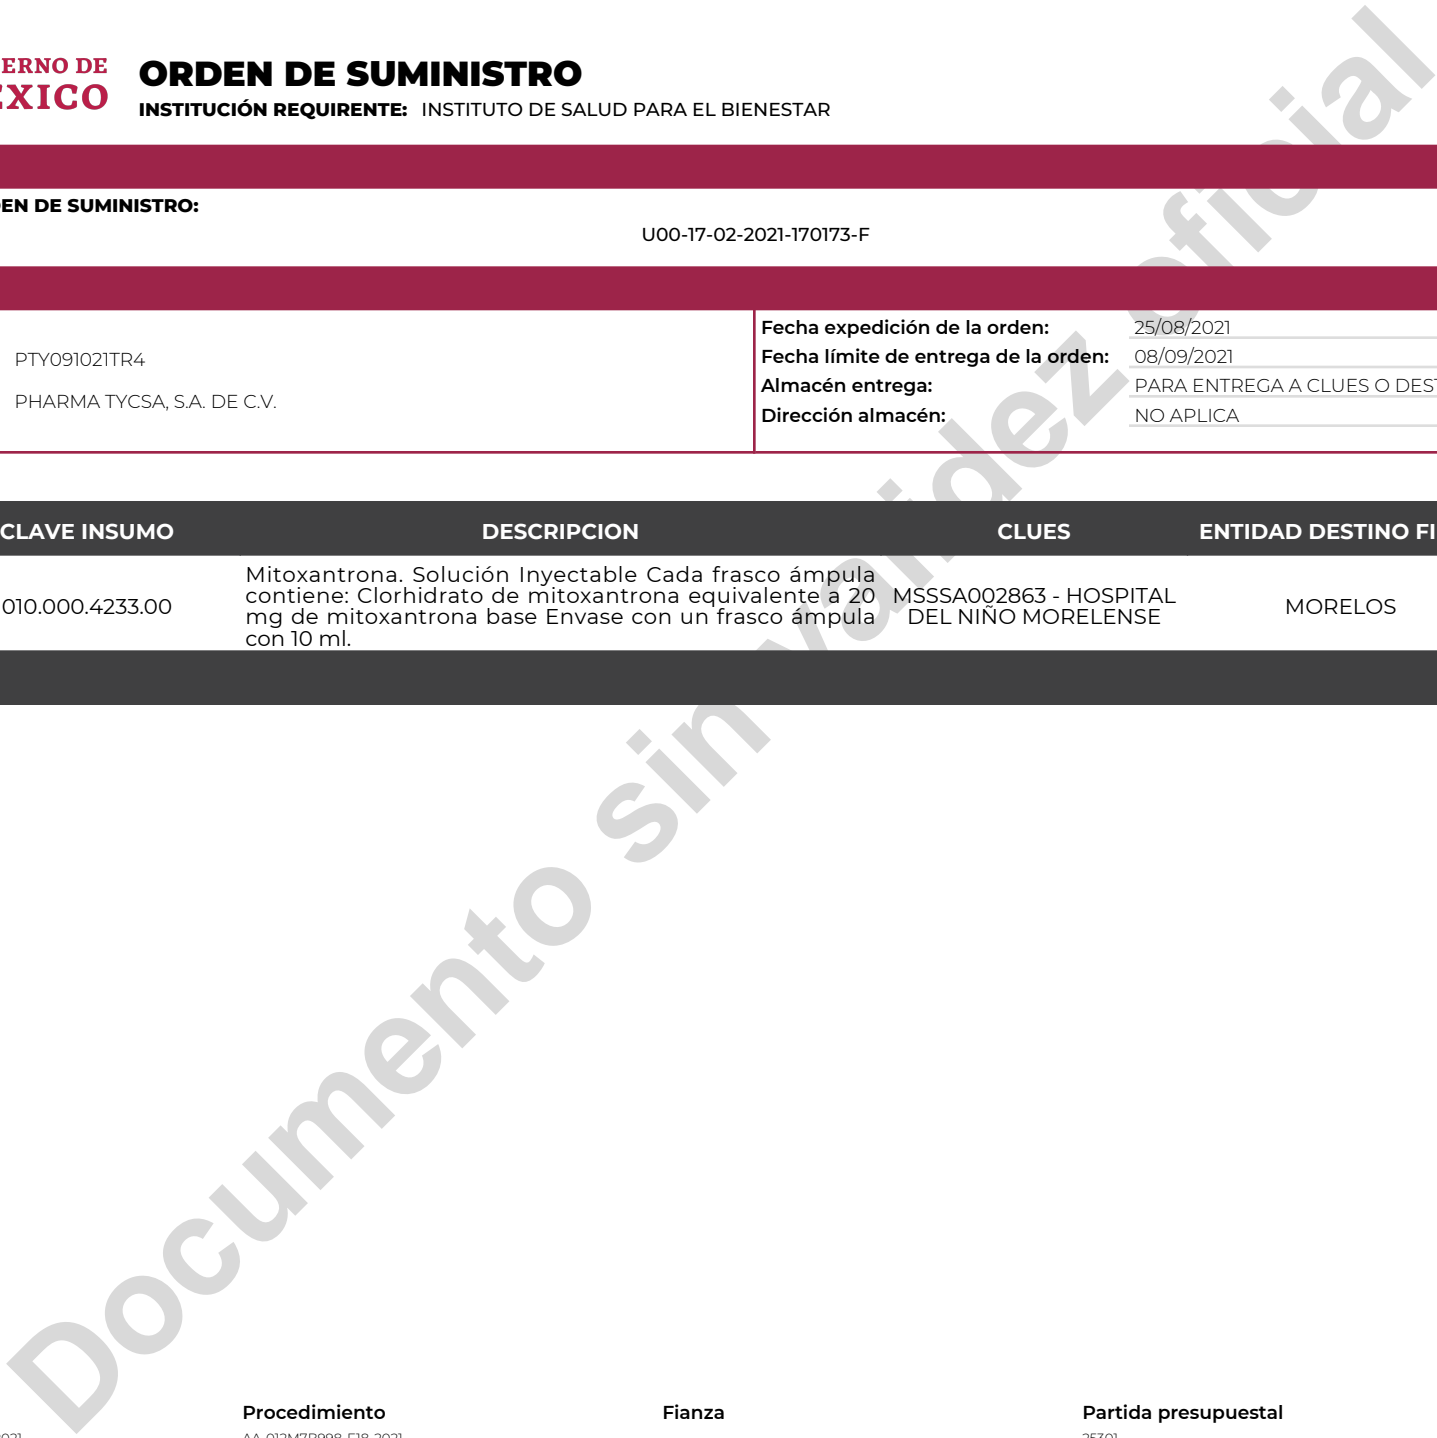 ERNO DE
EXICO
ORDEN DE SUMINISTRO
INSTITUCIÓN REQUIRENTE: INSTITUTO DE SALUD PARA EL BIENESTAR
EN DE SUMINISTRO:
U00-17-02-2021-170173-F
PTY091021TR4
PHARMA TYCSA, S.A. DE C.V.
Fecha expedición de la orden: 25/08/2021
Fecha límite de entrega de la orden: 08/09/2021
Almacén entrega: PARA ENTREGA A CLUES O DEST
Dirección almacén: NO APLICA
CLAVE INSUMO DESCRIPCION CLUES ENTIDAD DESTINO FI
010.000.4233.00
Mitoxantrona. Solución Inyectable Cada frasco ámpula
contiene: Clorhidrato de mitoxantrona equivalente a 20
mg de mitoxantrona base Envase con un frasco ámpula
con 10 ml.
MSSSA002863 - HOSPITAL
DEL NIÑO MORELENSE
MORELOS
Documento sin validez oficial
Procedimiento Fianza Partida presupuestal